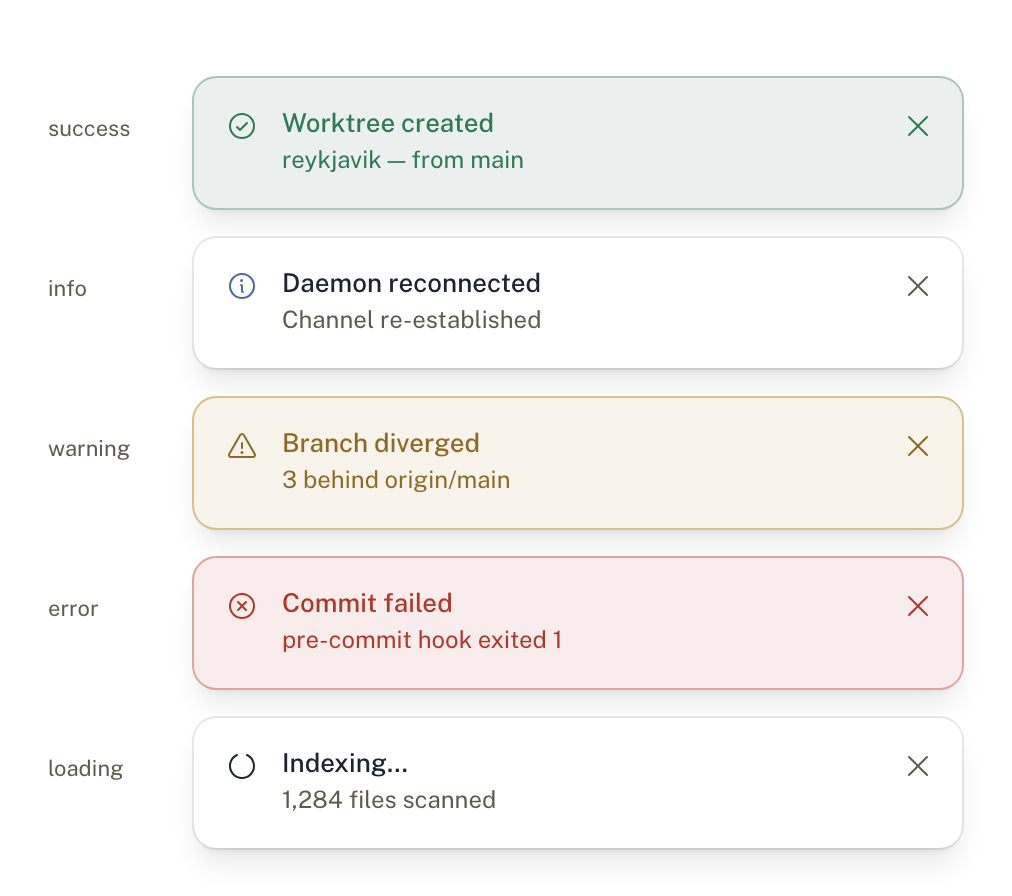 success
Worktree created
reykjavik — from main
info
Daemon reconnected
Channel re-established
warning
Branch diverged
3 behind origin/main
error
Commit failed
pre-commit hook exited 1
loading
Indexing...
1,284 files scanned